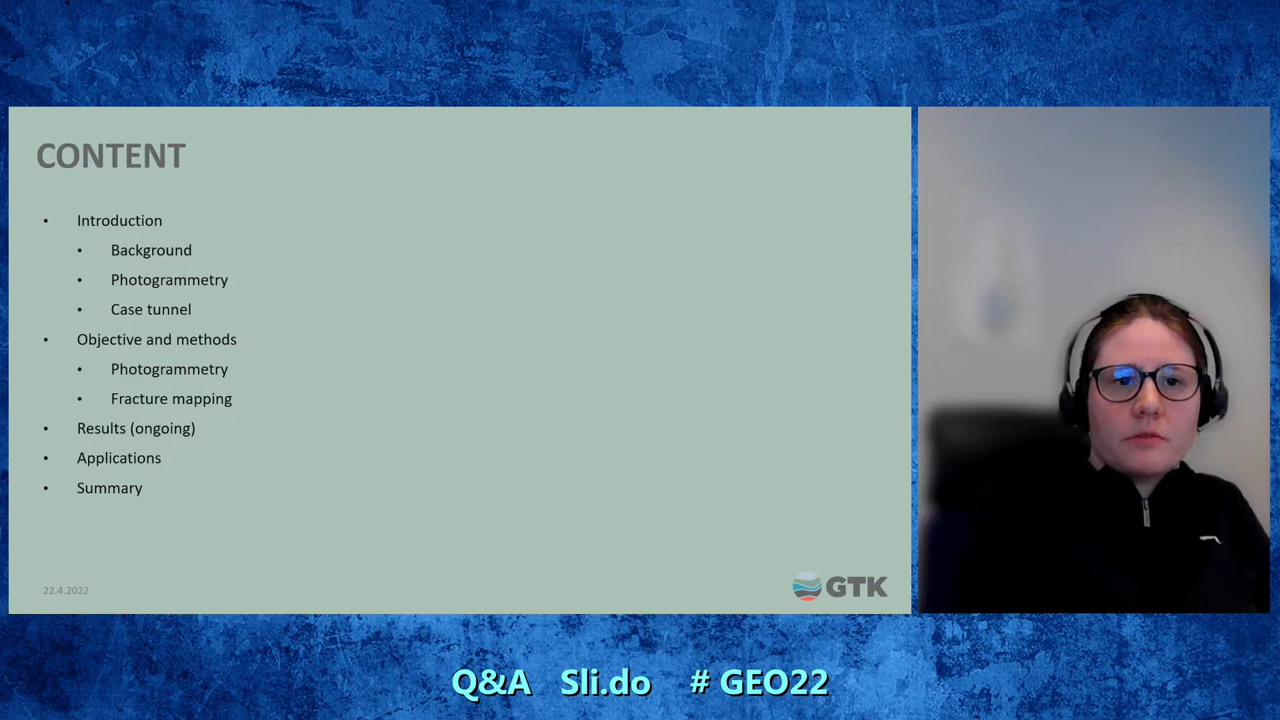 CONTENT
• Introduction
• Background
• Photogrammetry
• Case tunnel
• Objective and methods
• Photogrammetry
• Fracture mapping
• Results (ongoing)
• Applications
• Summary
22.4.2022
GTK
Q&A Sli.do # GEO22